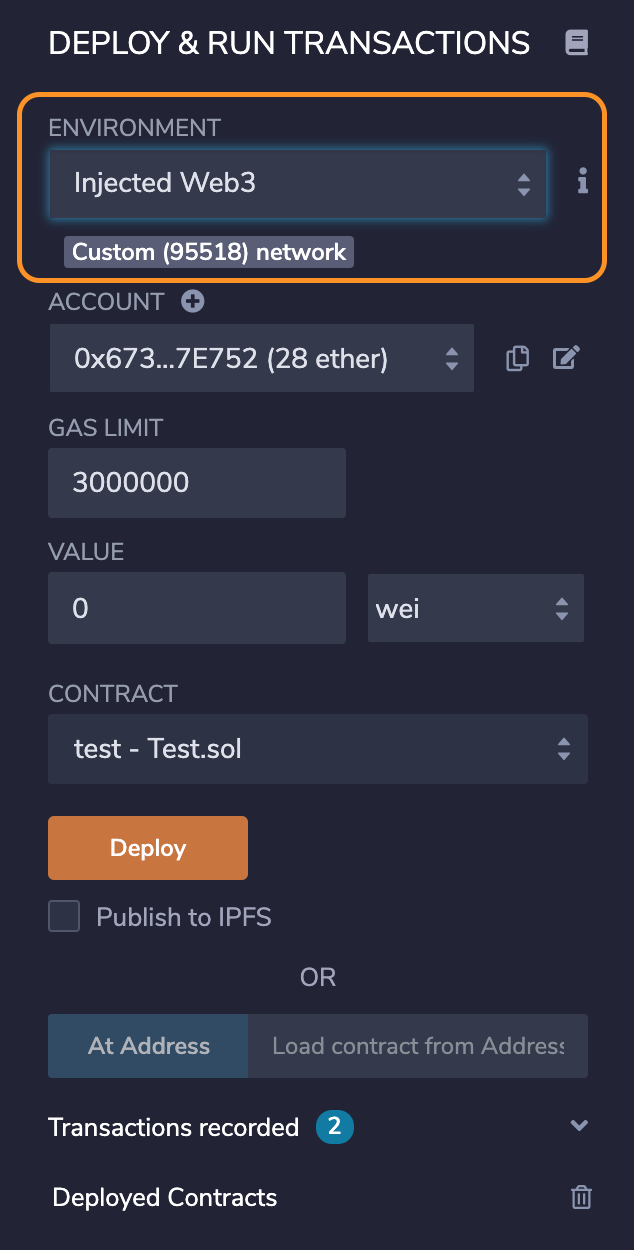 DEPLOY & RUN TRANSACTIONS
ENVIRONMENT
Injected Web3
Custom (95518) network
ACCOUNT
0x673...7E752 (28 ether)
GAS LIMIT
3000000
VALUE
0 wei
CONTRACT
test - Test.sol
Deploy
Publish to IPFS
OR
At Address Load contract from Address
Transactions recorded 2
Deployed Contracts